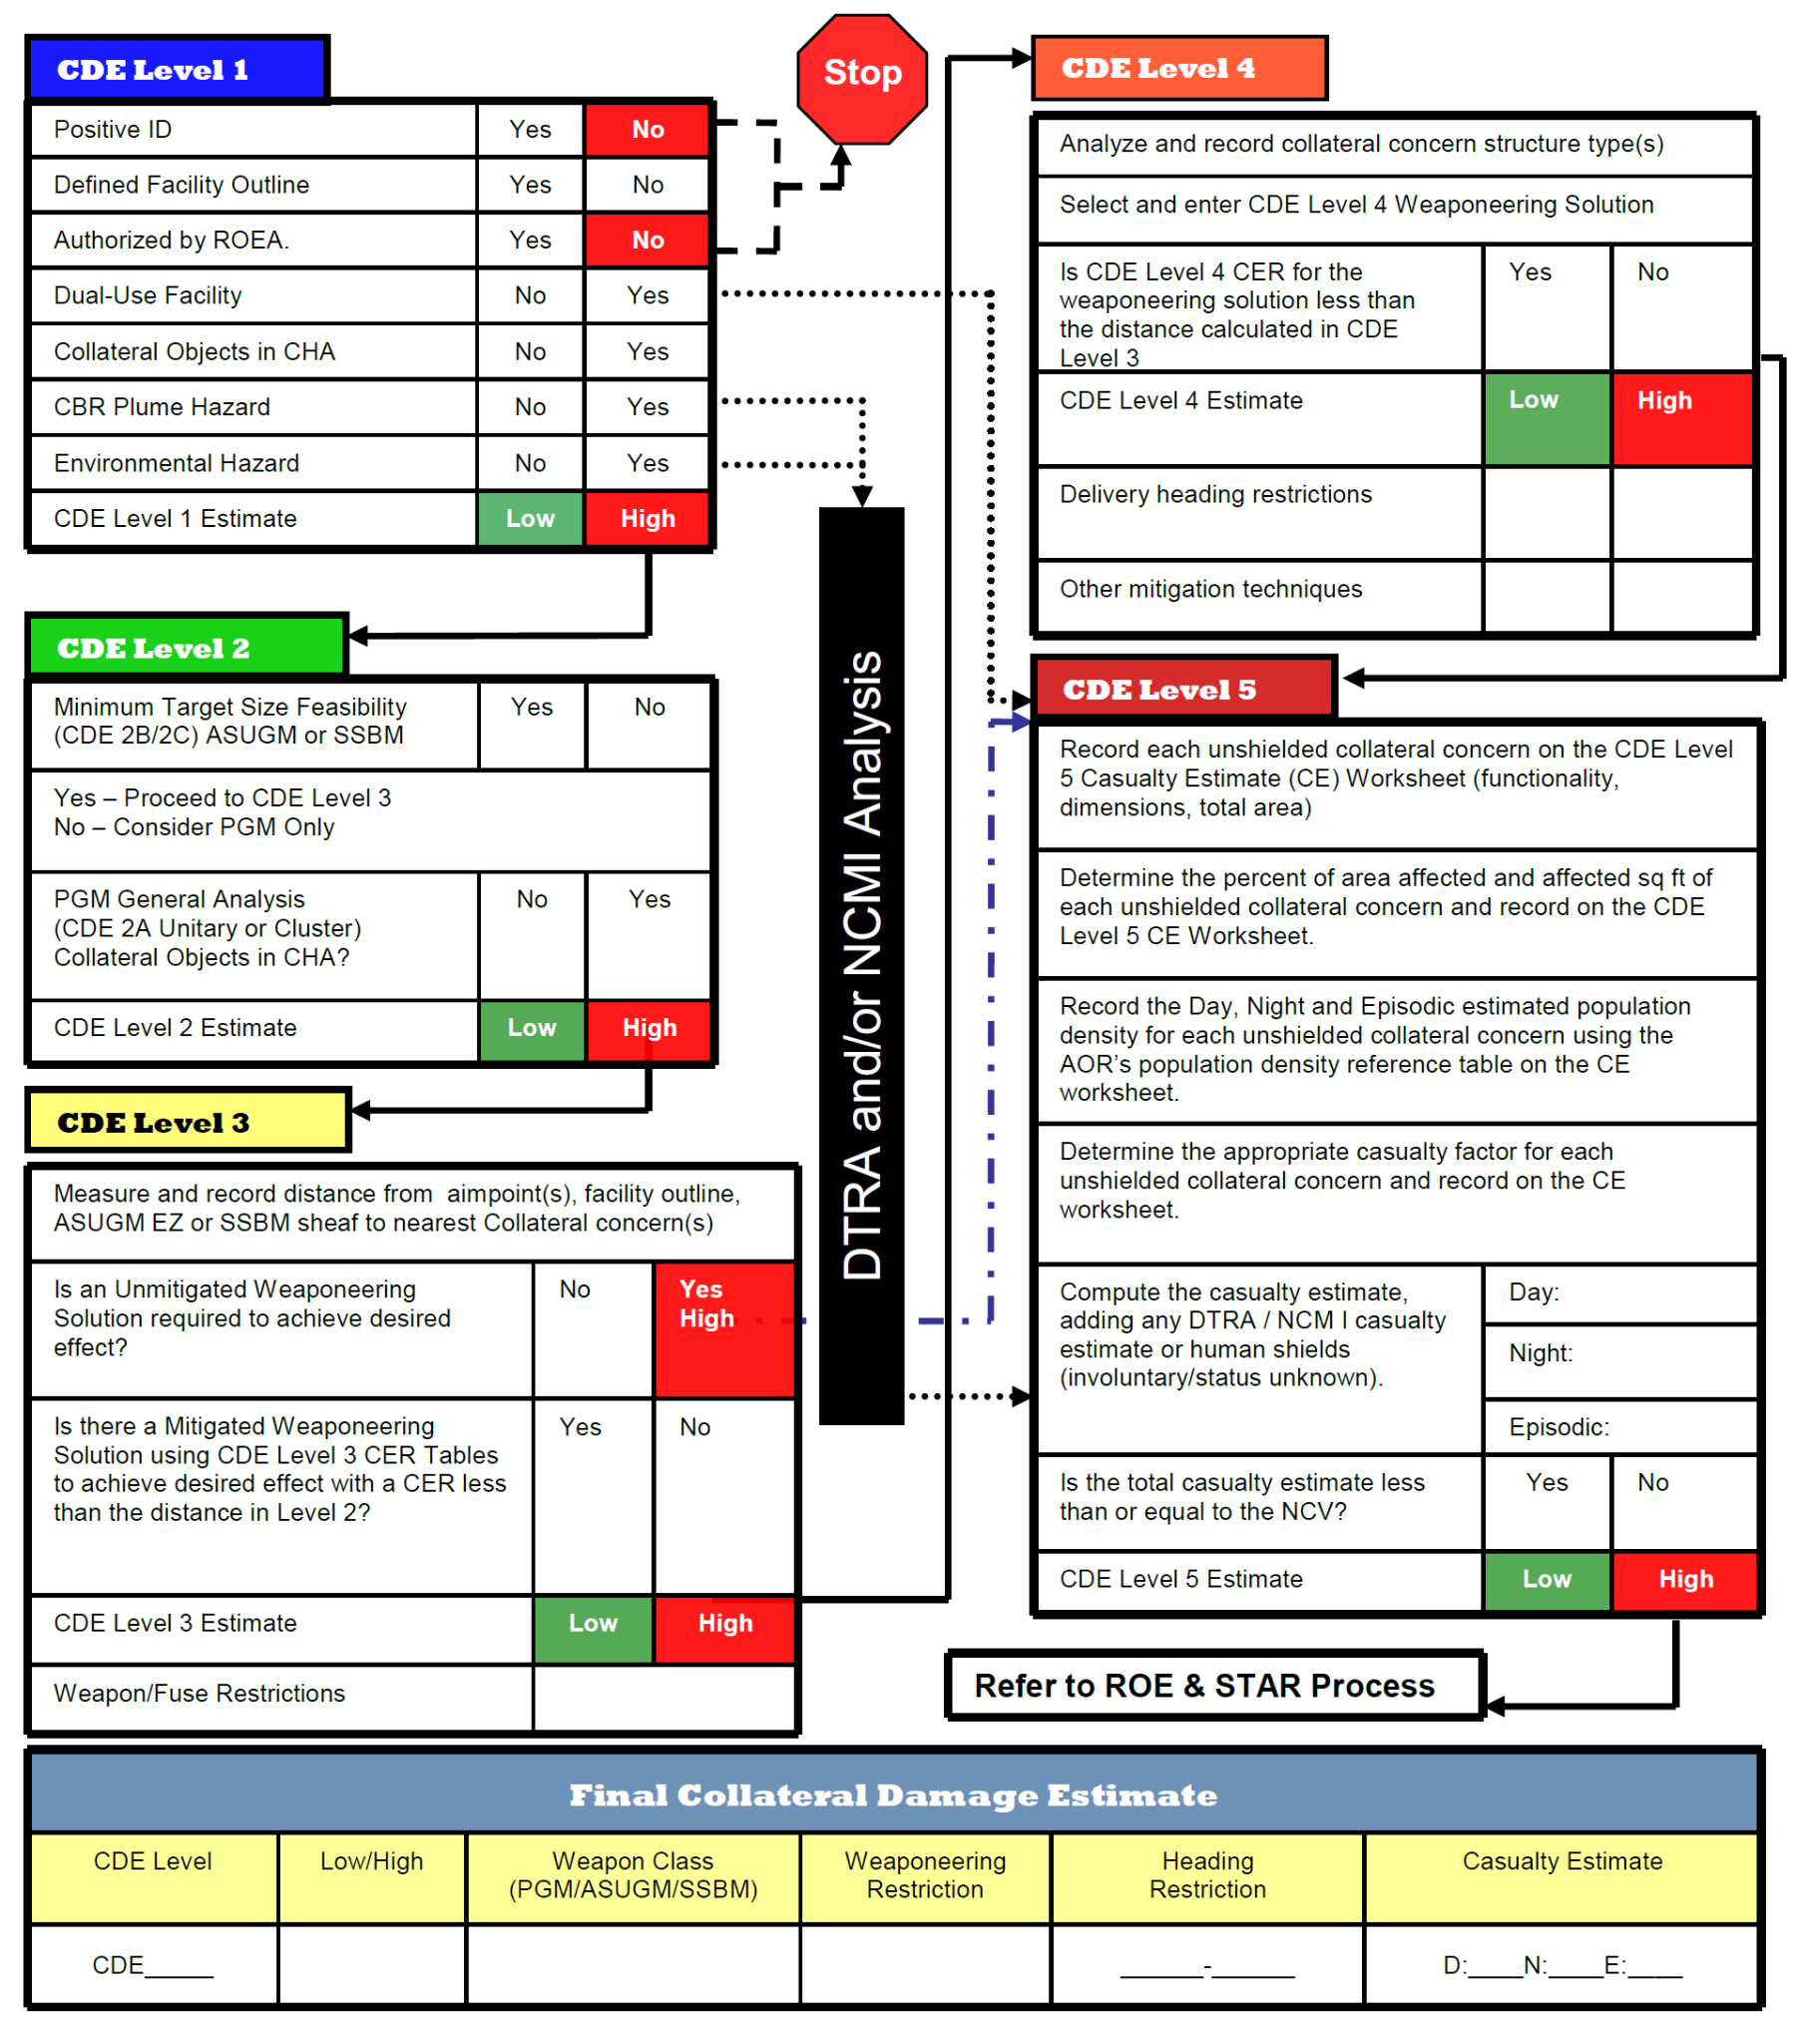 CDE Level 1
Positive ID Yes No
Defined Facility Outline Yes No
Authorized by ROEA. Yes No
Dual-Use Facility No Yes
Collateral Objects in CHA No Yes
CBR Plume Hazard No Yes
Environmental Hazard No Yes
CDE Level 1 Estimate Low High
Stop
CDE Level 2
Minimum Target Size Feasibility Yes No
(CDE 2B/2C) ASUGM or SSBM
Yes – Proceed to CDE Level 3
No – Consider PGM Only
PGM General Analysis No Yes
(CDE 2A Unitary or Cluster)
Collateral Objects in CHA?
CDE Level 2 Estimate Low High
CDE Level 3
Measure and record distance from aimpoint(s), facility outline,
ASUGM EZ or SSBM sheaf to nearest Collateral concern(s)
Is an Unmitigated Weaponeering No Yes
Solution required to achieve desired High
effect?
Is there a Mitigated Weaponeering Yes No
Solution using CDE Level 3 CER Tables
to achieve desired effect with a CER less
than the distance in Level 2?
CDE Level 3 Estimate Low High
Weapon/Fuse Restrictions
DTRA and/or NCMI Analysis
CDE Level 4
Analyze and record collateral concern structure type(s)
Select and enter CDE Level 4 Weaponeering Solution
Is CDE Level 4 CER for the Yes No
weaponeering solution less than
the distance calculated in CDE
Level 3
CDE Level 4 Estimate Low High
Delivery heading restrictions
Other mitigation techniques
CDE Level 5
Record each unshielded collateral concern on the CDE Level
5 Casualty Estimate (CE) Worksheet (functionality,
dimensions, total area)
Determine the percent of area affected and affected sq ft of
each unshielded collateral concern and record on the CDE
Level 5 CE Worksheet.
Record the Day, Night and Episodic estimated population
density for each unshielded collateral concern using the
AOR’s population density reference table on the CE
worksheet.
Determine the appropriate casualty factor for each
unshielded collateral concern and record on the CE
worksheet.
Compute the casualty estimate,
adding any DTRA / NCM I casualty
estimate or human shields
(involuntary/status unknown).
Day:
Night:
Episodic:
Is the total casualty estimate less Yes No
than or equal to the NCV?
CDE Level 5 Estimate Low High
Refer to ROE & STAR Process
Final Collateral Damage Estimate
CDE Level
Low/High
Weapon Class
(PGM/ASUGM/SSBM)
Weaponeering
Restriction
Heading
Restriction
Casualty Estimate
CDE_____
______-______
D:____N:____E:____